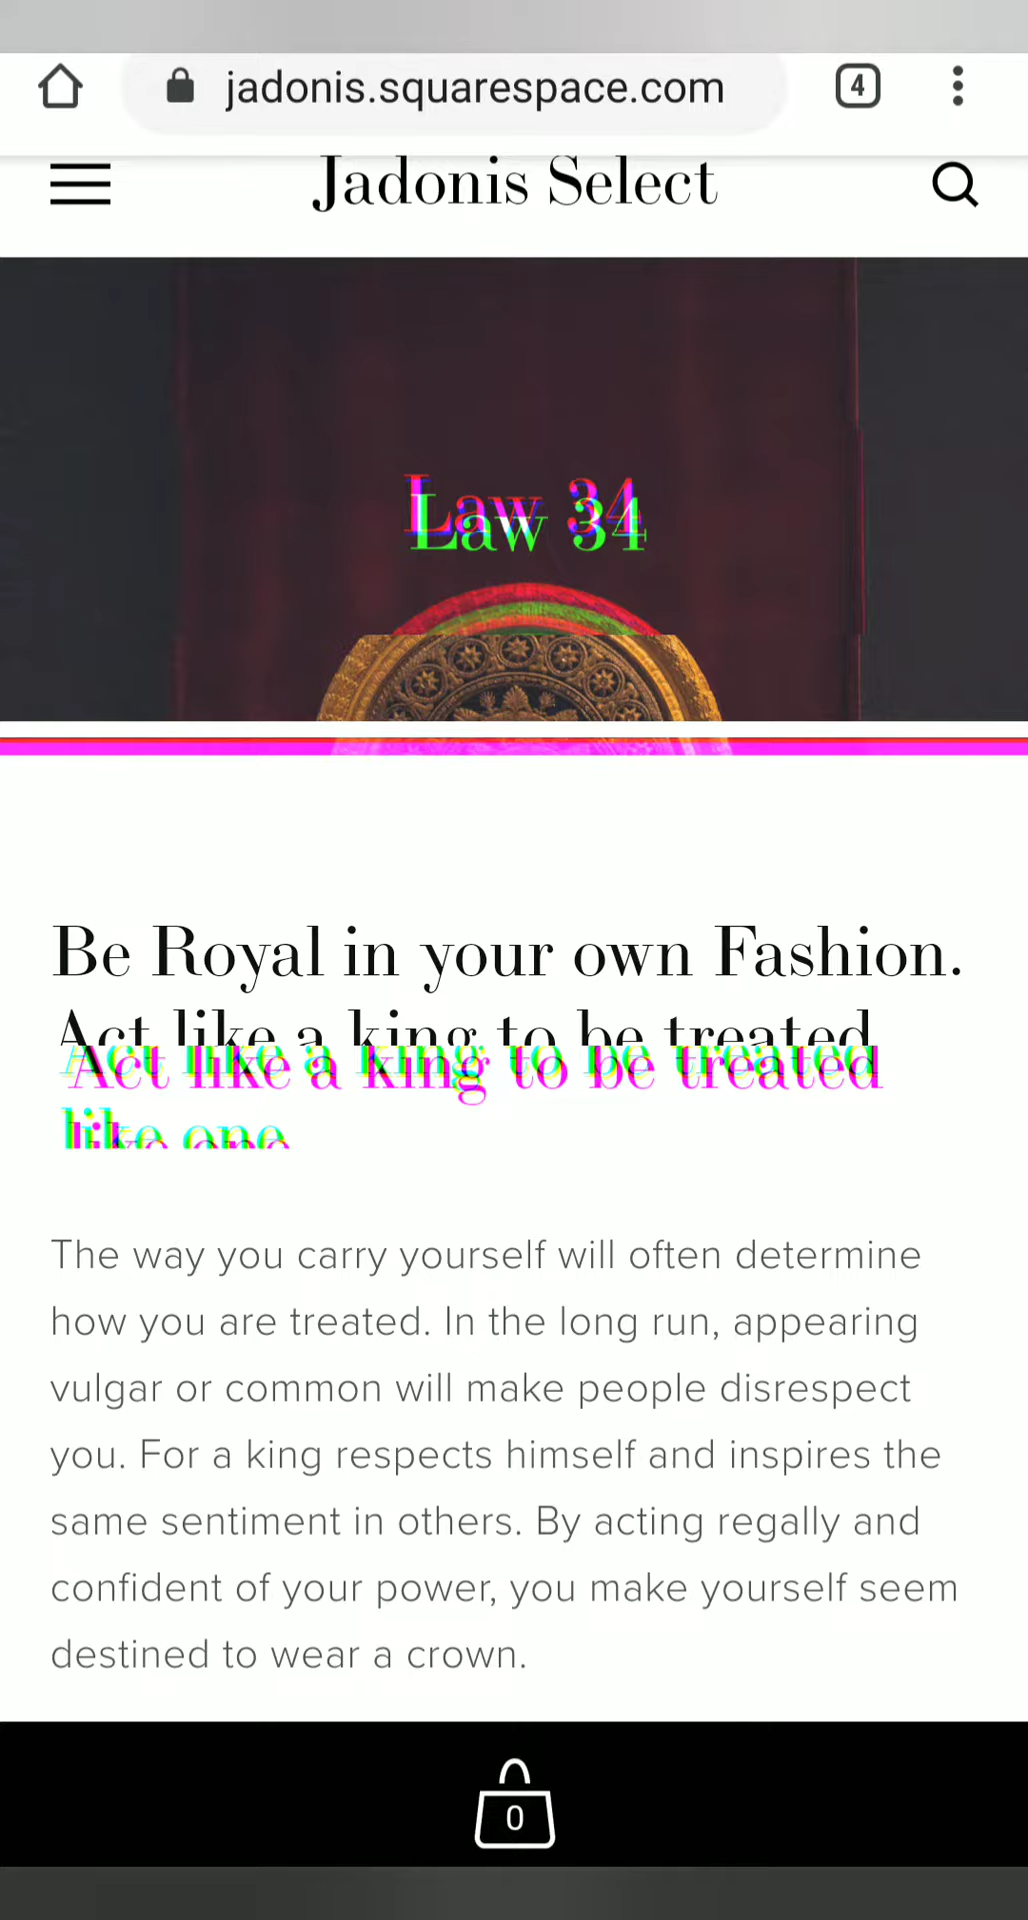 jadonis.squarespace.com
4
Jadonis Select
Law 34
Be Royal in your own Fashion.
Act like a king to be treated
like one
The way you carry yourself will often determine
how you are treated. In the long run, appearing
vulgar or common will make people disrespect
you. For a king respects himself and inspires the
same sentiment in others. By acting regally and
confident of your power, you make yourself seem
destined to wear a crown.
0